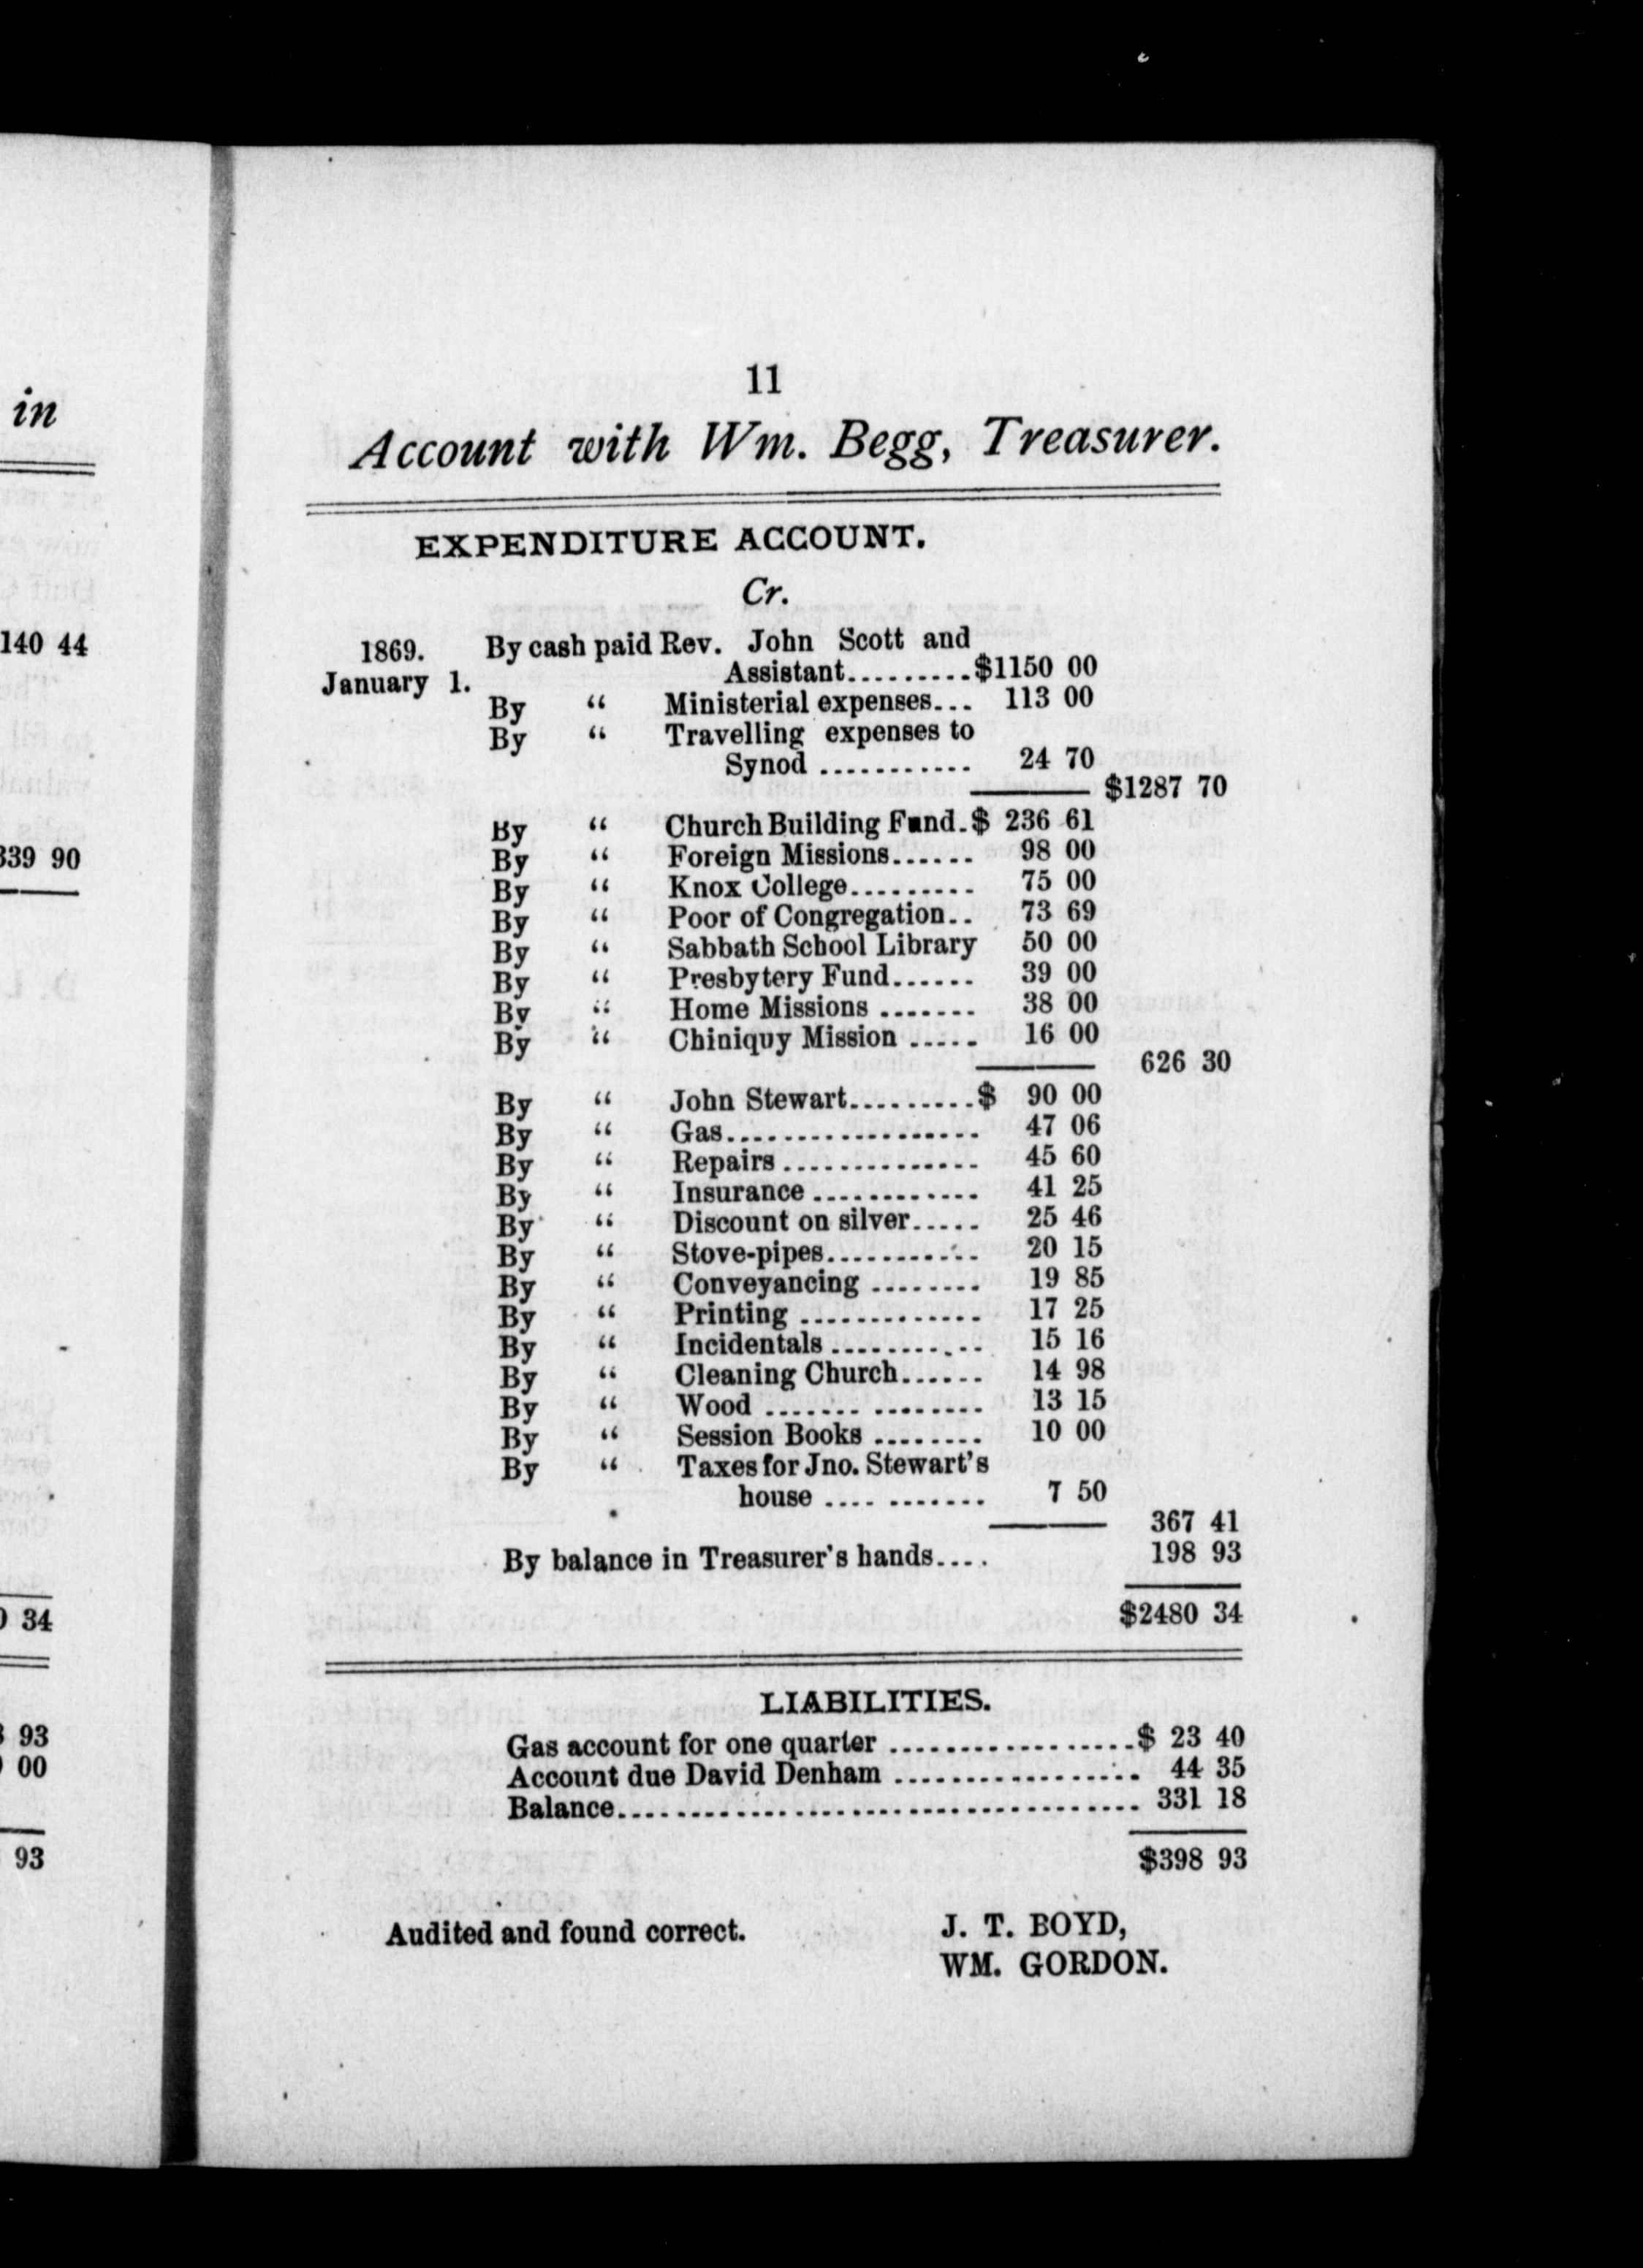 in
140 44
339 90
0 34
93
00
93
11
Account with Wm. Begg, Treasurer.
EXPENDITURE ACCOUNT.
Cr.
1869. By cash paid Rev. John Scott and
January 1. Assistant.........$1150 00
By “ Ministerial expenses... 113 00
By “ Travelling expenses to
Synod ........... 24 70
$1287 70
By “ Church Building Fund.$ 236 61
By “ Foreign Missions...... 98 00
By “ Knox College......... 75 00
By “ Poor of Congregation.. 73 69
By “ Sabbath School Library 50 00
By “ Presbytery Fund...... 39 00
By “ Home Missions ....... 38 00
By “ Chiniquy Mission ..... 16 00
626 30
By “ John Stewart.........$ 90 00
By “ Gas.................. 47 06
By “ Repairs .............. 45 60
By “ Insurance ............ 41 25
By “ Discount on silver..... 25 46
By “ Stove-pipes........... 20 15
By “ Conveyancing ........ 19 85
By “ Printing ............. 17 25
By “ Incidentals ........... 15 16
By “ Cleaning Church...... 14 98
By “ Wood ....... ........ 13 15
By “ Session Books ........ 10 00
By “ Taxes for Jno. Stewart's
house .... ....... 7 50
367 41
By balance in Treasurer's hands.... 198 93
$2480 34
LIABILITIES.
Gas account for one quarter ..................$ 23 40
Account due David Denham ................. 44 35
Balance.................................... 331 18
$398 93
Audited and found correct. J. T. BOYD,
WM. GORDON.